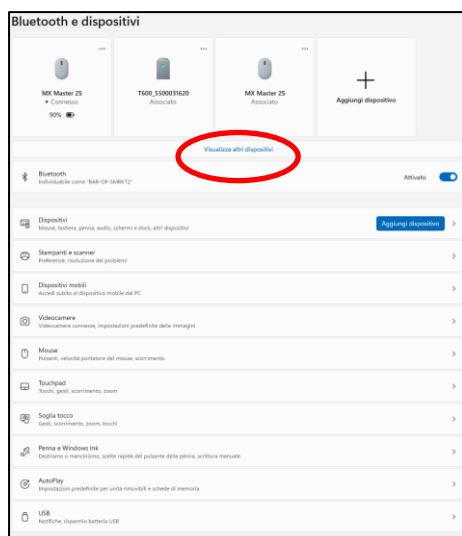 Bluetooth e dispositivi
MX Master 2S
Connesso
90%
T600_5500031620
Associato
MX Master 2S
Associato
Aggiungi dispositivo
Visualizza altri dispositivi
Bluetooth
Individuabile come "BAR-OP-SMRKT2"
Attivato
Dispositivi
Mouse, tastiera, penna, audio, schermi e dock, altri dispositivi
Aggiungi dispositivo
Stampanti e scanner
Preferenze, risoluzione dei problemi
Dispositivi mobili
Accedi subito al dispositivo mobile dal PC
Videocamere
Videocamere connesse, impostazioni predefinite delle immagini
Mouse
Pulsanti, velocità puntatore del mouse, scorrimento
Touchpad
Tocchi, gesti, scorrimento, zoom
Soglia tocco
Gesti, scorrimento, zoom, tocchi
Penna e Windows Ink
Destrismo o mancinismo, scelte rapide del pulsante della penna, scrittura manuale
AutoPlay
Impostazioni predefinite per unità rimovibili e schede di memoria
USB
Notifiche, risparmio batteria USB